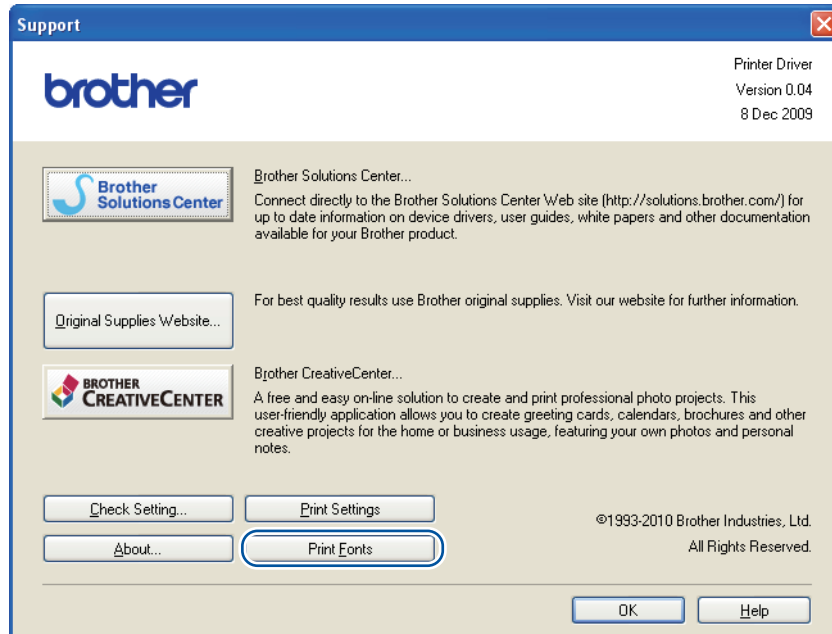 Support
brother
Printer Driver
Version 0.04
8 Dec 2009
Brother
Solutions Center
Brother Solutions Center...
Connect directly to the Brother Solutions Center Web site (http://solutions.brother.com/) for
up to date information on device drivers, user guides, white papers and other documentation
available for your Brother product.
Original Supplies Website...
For best quality results use Brother original supplies. Visit our website for further information.
BROTHER
CREATIVECENTER
Brother CreativeCenter...
A free and easy on-line solution to create and print professional photo projects. This
user-friendly application allows you to create greeting cards, calendars, brochures and other
creative projects for the home or business usage, featuring your own photos and personal
notes.
Check Setting...
Print Settings
©1993-2010 Brother Industries, Ltd.
About...
Print Fonts
All Rights Reserved.
OK
Help